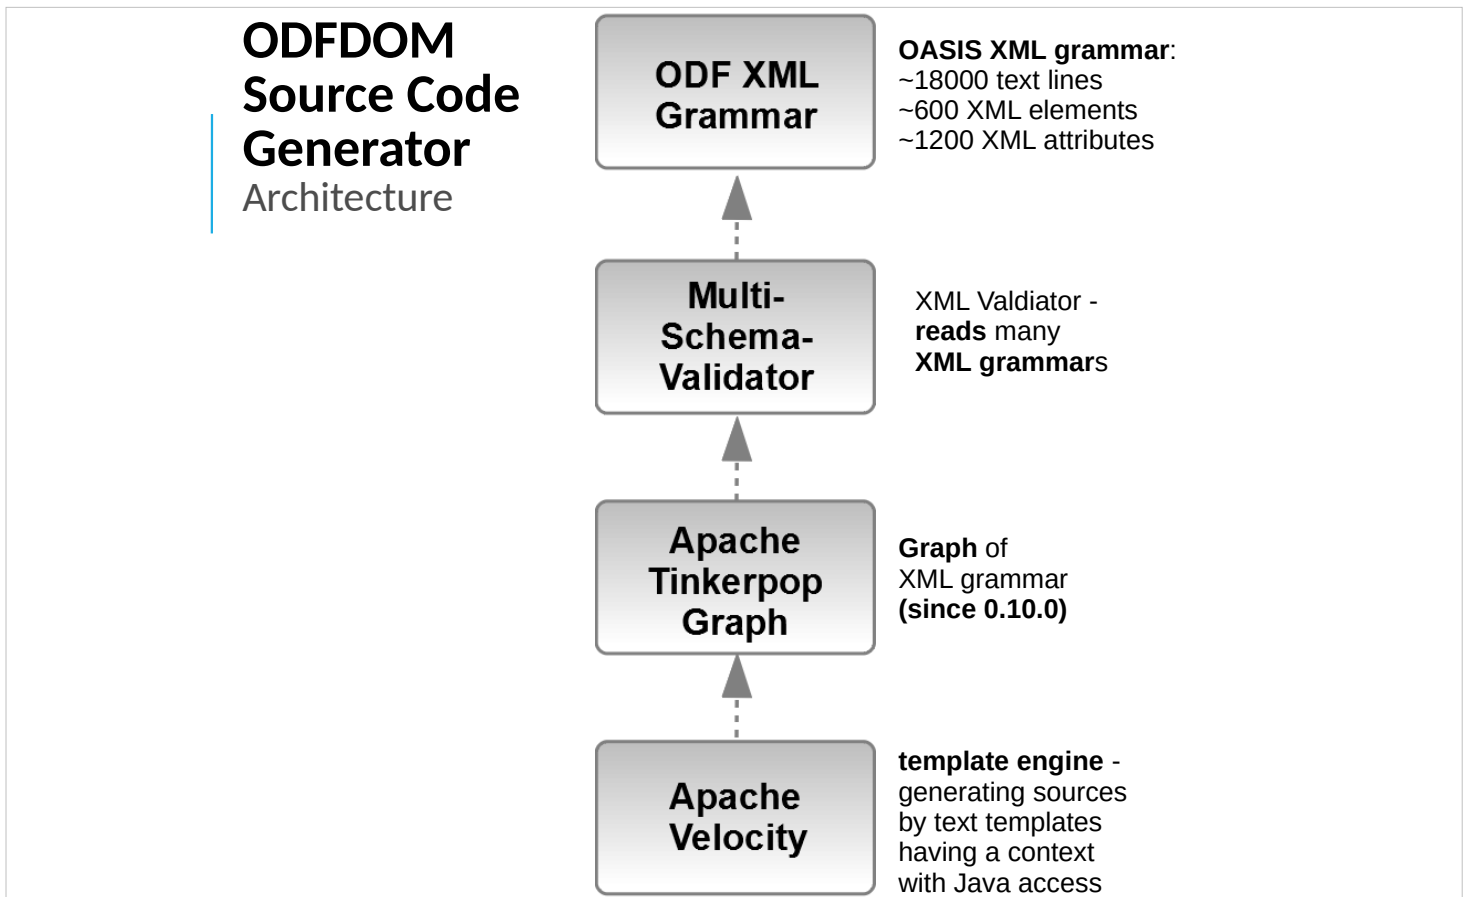 ODFDOM
Source Code
Generator
Architecture
ODF XML
Grammar
OASIS XML grammar:
~18000 text lines
~600 XML elements
~1200 XML attributes
Multi-
Schema-
Validator
XML Valdiator -
reads many
XML grammars
Apache
Tinkerpop
Graph
Graph of
XML grammar
(since 0.10.0)
Apache
Velocity
template engine -
generating sources
by text templates
having a context
with Java access